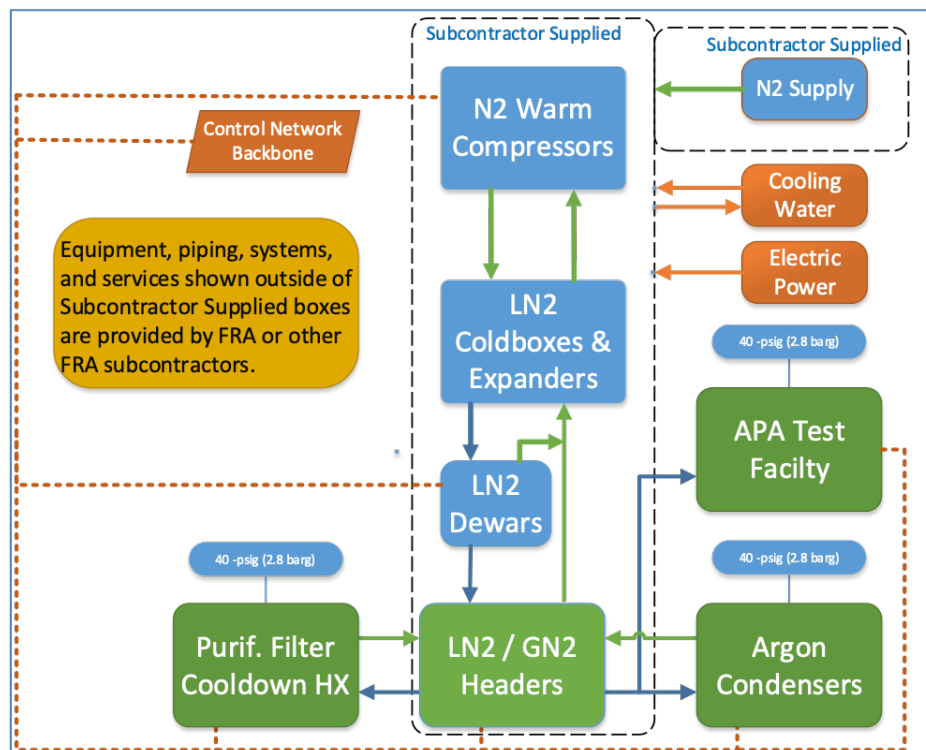 Subcontractor Supplied
Subcontractor Supplied
N2 Warm
Compressors
N2 Supply
Control Network
Backbone
Cooling
Water
Equipment, piping, systems,
and services shown outside of
Subcontractor Supplied boxes
are provided by FRA or other
FRA subcontractors.
Electric
Power
LN2
Coldboxes &
Expanders
40 -psig (2.8 barg)
APA Test
Facilty
LN2
Dewars
40 -psig (2.8 barg)
40 -psig (2.8 barg)
Purif. Filter
Cooldown HX
LN2 / GN2
Headers
Argon
Condensers